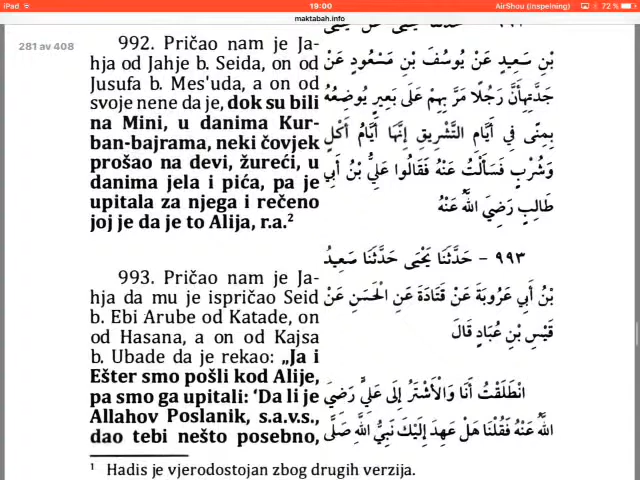 iPad
19:00
AirShou (inspelning)
72 %
maktabah.info
281 av 408
992. Pričao nam je Ja-
hja od Jahje b. Seida, on od
Jusufa b. Mes'uda, a on od
svoje nene da je, dok su bili
na Mini, u danima Kur-
ban-bajrama, neki čovjek
prošao na devi, žureći, u
danima jela i pića, pa je
upitala za njega i rečeno
joj je da je to Alija, r.a.²
993. Pričao nam je Ja-
hja da mu je ispričao Seid
b. Ebi Arube od Katade, on
od Hasana, a on od Kajsa
b. Ubade da je rekao: „Ja i
Ešter smo pošli kod Alije,
pa smo ga upitali: ‘Da li je
Allahov Poslanik, s.a.v.s.,
dao tebi nešto posebno,
بْنِ سَعِيدٍ عَنْ يُوسُفَ بْنِ مَسْعُودٍ عَنْ
جَدَّتِهِأَنَّ رَجُلًا مَرَّ بِهِمْ عَلَى بَعِيرٍ يُوضِعُهُ
بِمِنًى فِي أَيَّامِ التَّشْرِيقِ إِنَّهَا أَيَّامُ أَكْلٍ
وَشُرْبٍ فَسَأَلَتْ عَنْهُ فَقَالُوا عَلِيُّ بْنُ أَبِي
طَالِبٍ رَضِيَ اللَّهُ عَنْهُ
٩٩٣ - حَدَّثَنَا يَحْيَى حَدَّثَنَا سَعِيدُ
بْنُ أَبِي عَرُوبَةَ عَنْ قَتَادَةَ عَنِ الْحَسَنِ عَنْ
قَيْسِ بْنِ عُبَادٍ قَالَ
انْطَلَقْتُ أَنَا وَالْأَشْتَرُ إِلَى عَلِيٍّ رَضِيَ
اللَّهُ عَنْهُ فَقُلْنَا هَلْ عَهِدَ إِلَيْكَ نَبِيُّ اللَّهِ صَلَّى
¹ Hadis je vjerodostojan zbog drugih verzija.